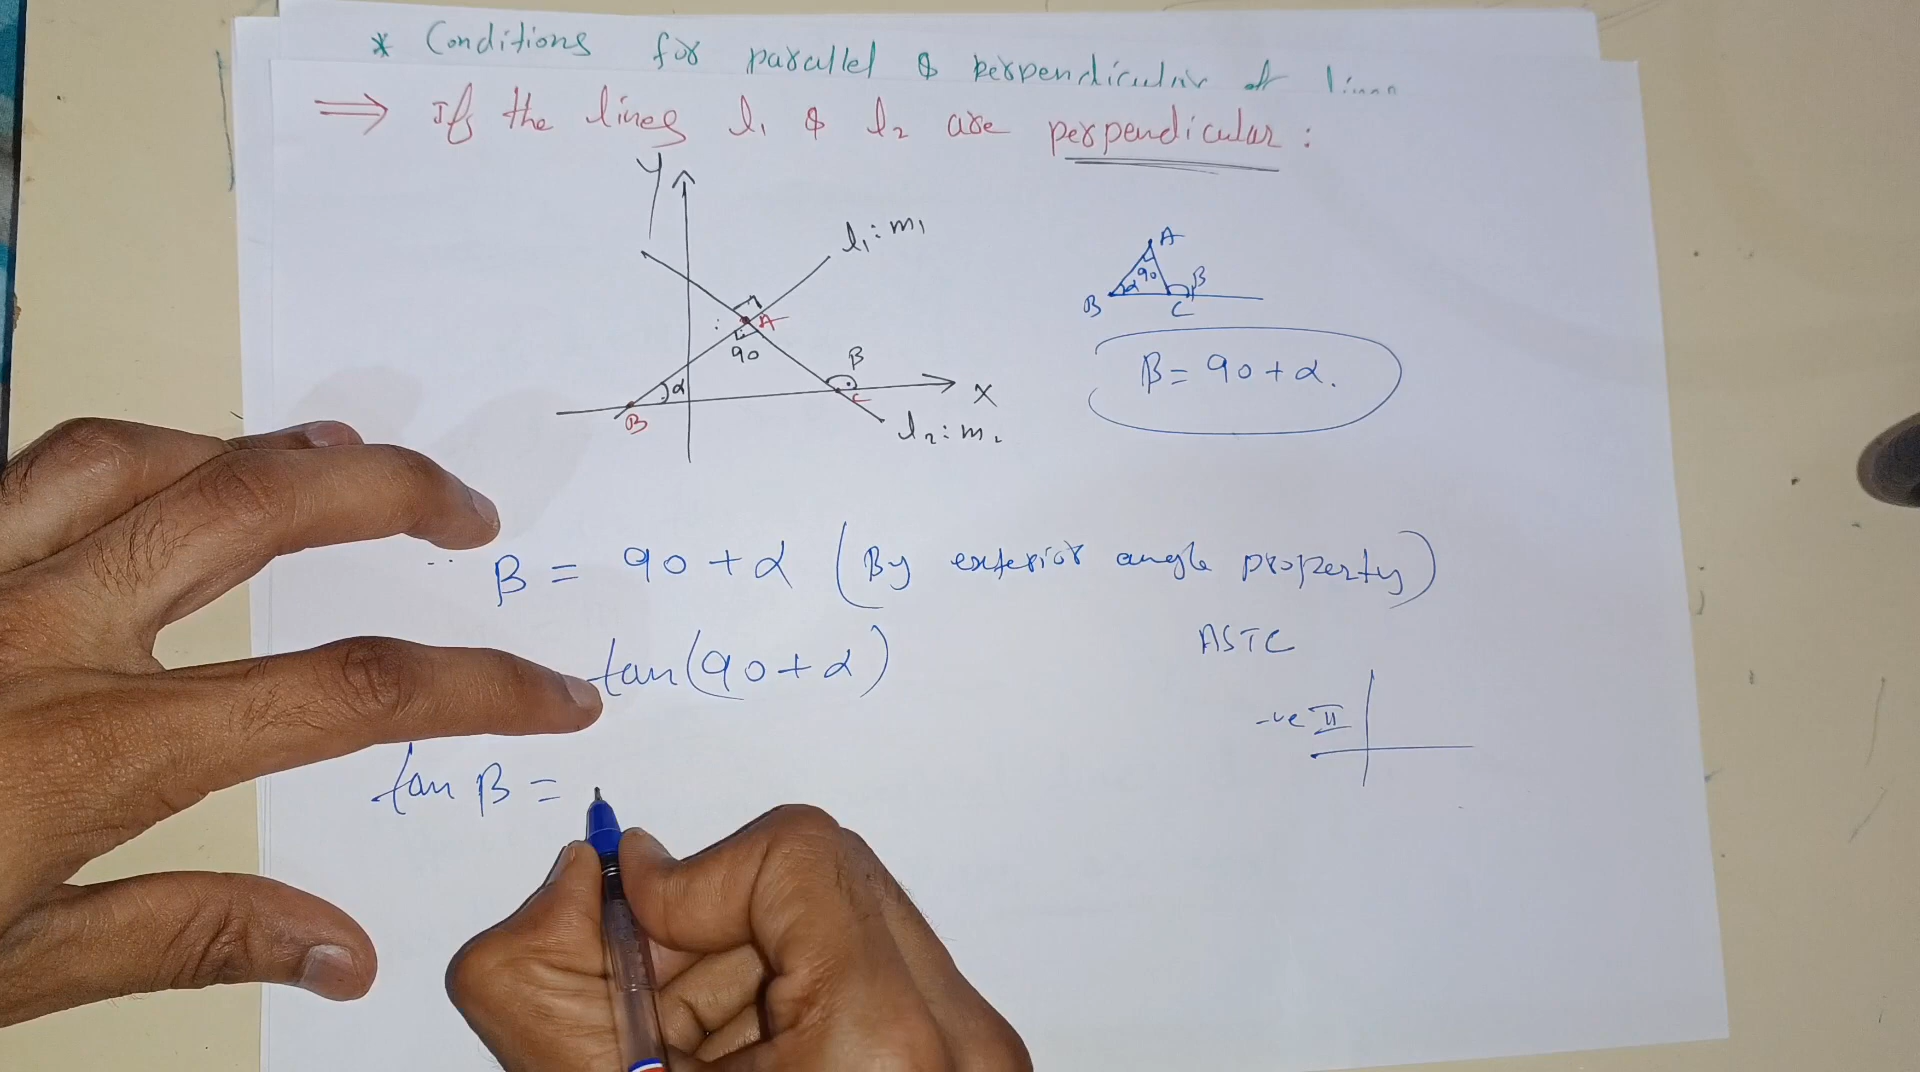 * Conditions for parallel & perpendicular of lines
⇒ If the lines l₁ & l₂ are perpendicular :
Y
l₁ : m₁
A
90
α
B
β
C
X
l₂ : m₂
A
90
α
B
C
β
β = 90 + α.
∵ β = 90 + α (By exterior angle property)
tan(90 + α)
ASTC
-ve II
tan β =